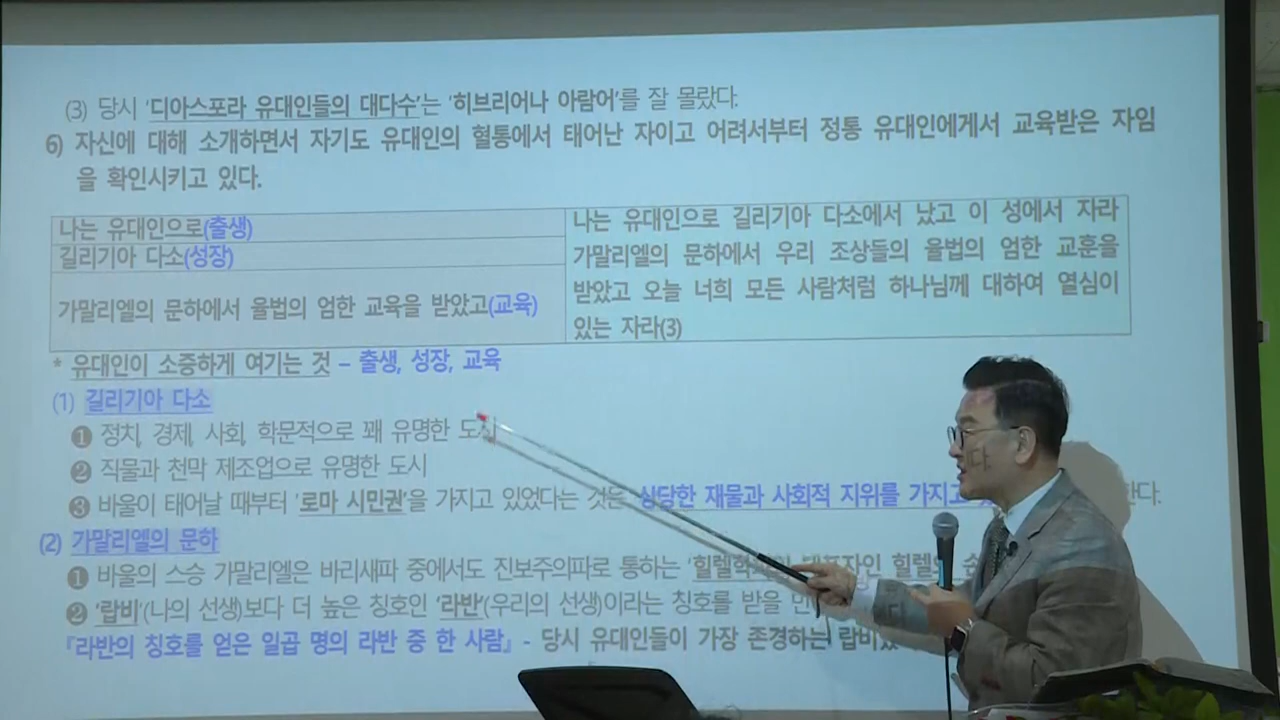 (3) 당시 '디아스포라 유대인들의 대다수'는 '히브리어나 아람어'를 잘 몰랐다.
6) 자신에 대해 소개하면서 자기도 유대인의 혈통에서 태어난 자이고 어려서부터 정통 유대인에게서 교육받은 자임
을 확인시키고 있다.
나는 유대인으로(출생)
길리기아 다소(성장)
가말리엘의 문하에서 율법의 엄한 교육을 받았고(교육)
나는 유대인으로 길리기아 다소에서 났고 이 성에서 자라
가말리엘의 문하에서 우리 조상들의 율법의 엄한 교훈을
받았고 오늘 너희 모든 사람처럼 하나님께 대하여 열심이
있는 자라(3)
* 유대인이 소중하게 여기는 것 – 출생, 성장, 교육
(1) 길리기아 다소
❶ 정치, 경제, 사회, 학문적으로 꽤 유명한
❷ 직물과 천막 제조업으로 유명한 도시
❸ 바울이 태어날 때부터 '로마 시민권'을 가지고 있었다는 것은 상당한 재물과 사회적 지위를 가지고
(2) 가말리엘의 문하
❶ 바울의 스승 가말리엘은 바리새파 중에서도 진보주의파로 통하는 힐렐의
❷ '랍비'(나의 선생)보다 더 높은 칭호인 '라반'(우리의 선생)이라는 칭호를 받을
『라반의 칭호를 얻은 일곱 명의 라반 중 한 사람』 - 당시 유대인들이 가장 존경하는